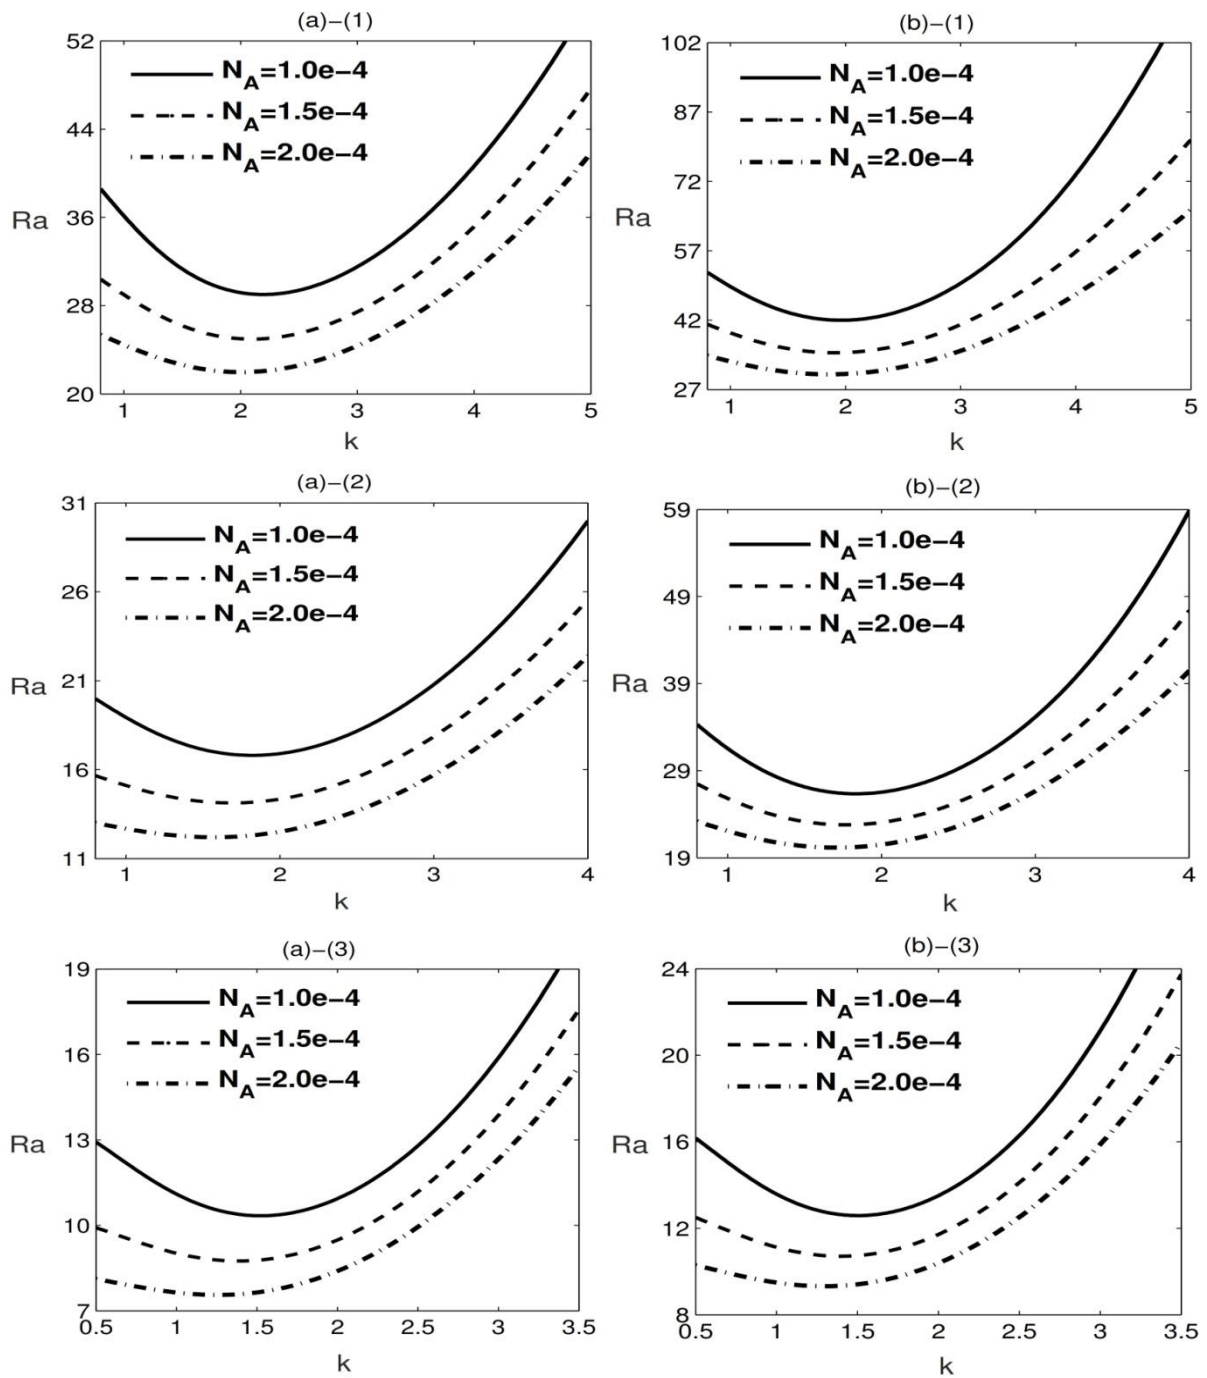 (a)−(1)
52
44
36
28
20
Ra
N_A=1.0e−4
N_A=1.5e−4
N_A=2.0e−4
1 2 3 4 5
k
(b)−(1)
102
87
72
57
42
27
Ra
N_A=1.0e−4
N_A=1.5e−4
N_A=2.0e−4
1 2 3 4 5
k
(a)−(2)
31
26
21
16
11
Ra
N_A=1.0e−4
N_A=1.5e−4
N_A=2.0e−4
1 2 3 4
k
(b)−(2)
59
49
39
29
19
Ra
N_A=1.0e−4
N_A=1.5e−4
N_A=2.0e−4
1 2 3 4
k
(a)−(3)
19
16
13
10
7
Ra
N_A=1.0e−4
N_A=1.5e−4
N_A=2.0e−4
0.5 1 1.5 2 2.5 3 3.5
k
(b)−(3)
24
20
16
12
8
Ra
N_A=1.0e−4
N_A=1.5e−4
N_A=2.0e−4
0.5 1 1.5 2 2.5 3 3.5
k